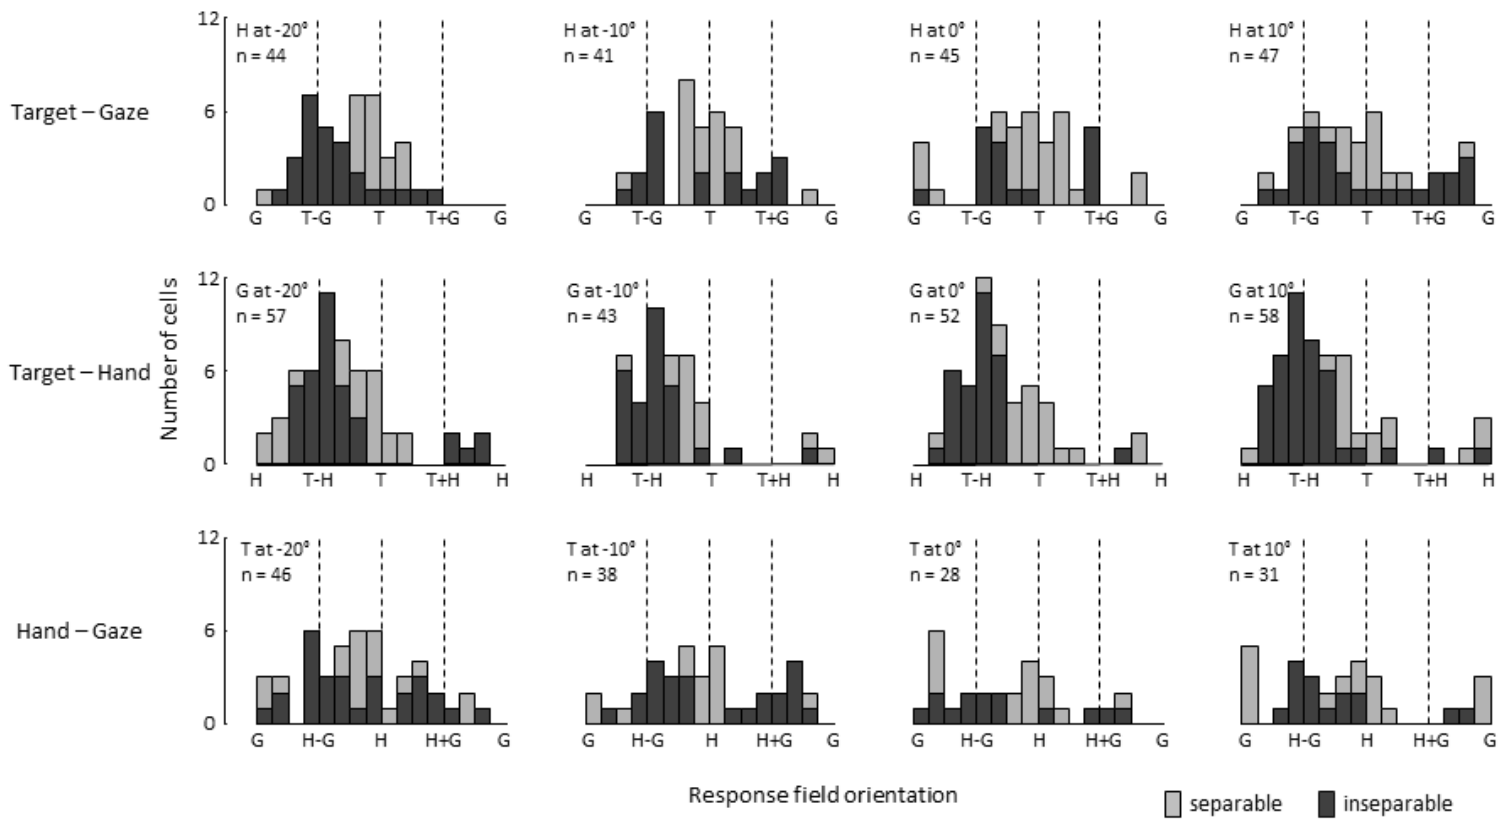 12
H at -20°
n = 44
H at -10°
n = 41
H at 0°
n = 45
H at 10°
n = 47
Target – Gaze
6
0
G T-G T T+G G
G T-G T T+G G
G T-G T T+G G
G T-G T T+G G
12
G at -20°
n = 57
G at -10°
n = 43
G at 0°
n = 52
G at 10°
n = 58
Target – Hand
Number of cells
6
0
H T-H T T+H H
H T-H T T+H H
H T-H T T+H H
H T-H T T+H H
12
T at -20°
n = 46
T at -10°
n = 38
T at 0°
n = 28
T at 10°
n = 31
Hand – Gaze
6
0
G H-G H H+G G
G H-G H H+G G
G H-G H H+G G
G H-G H H+G G
Response field orientation
separable
inseparable